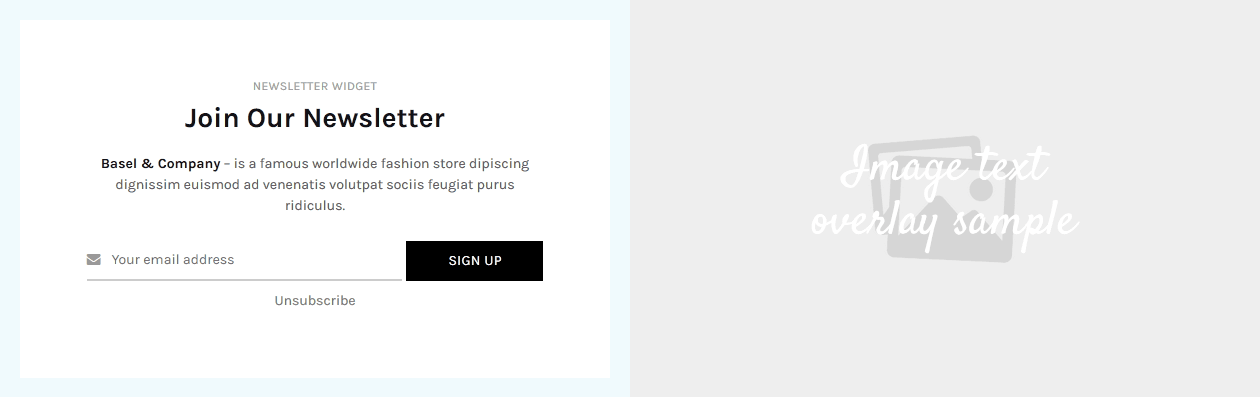 NEWSLETTER WIDGET
Join Our Newsletter
Basel & Company – is a famous worldwide fashion store dipiscing
dignissim euismod ad venenatis volutpat sociis feugiat purus
ridiculus.
Your email address
SIGN UP
Unsubscribe
Image text
overlay sample